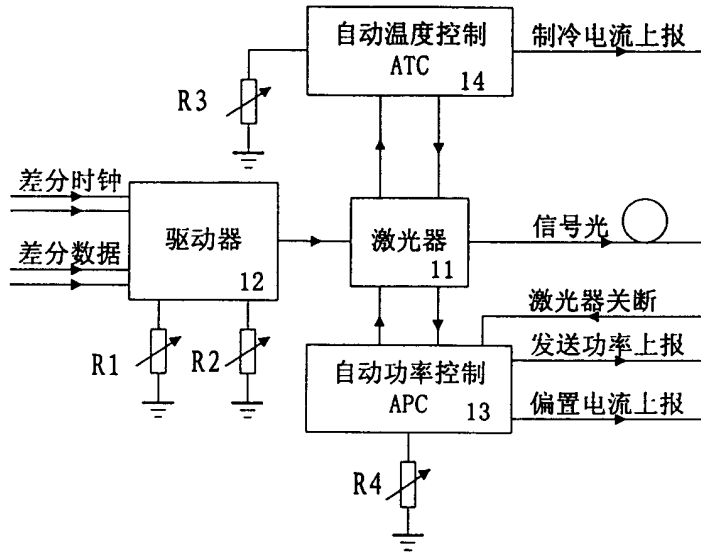 自动温度控制
ATC
14
制冷电流上报
R3
差分时钟
差分数据
驱动器
12
激光器
11
信号光
激光器关断
发送功率上报
偏置电流上报
R1
R2
自动功率控制
APC
13
R4